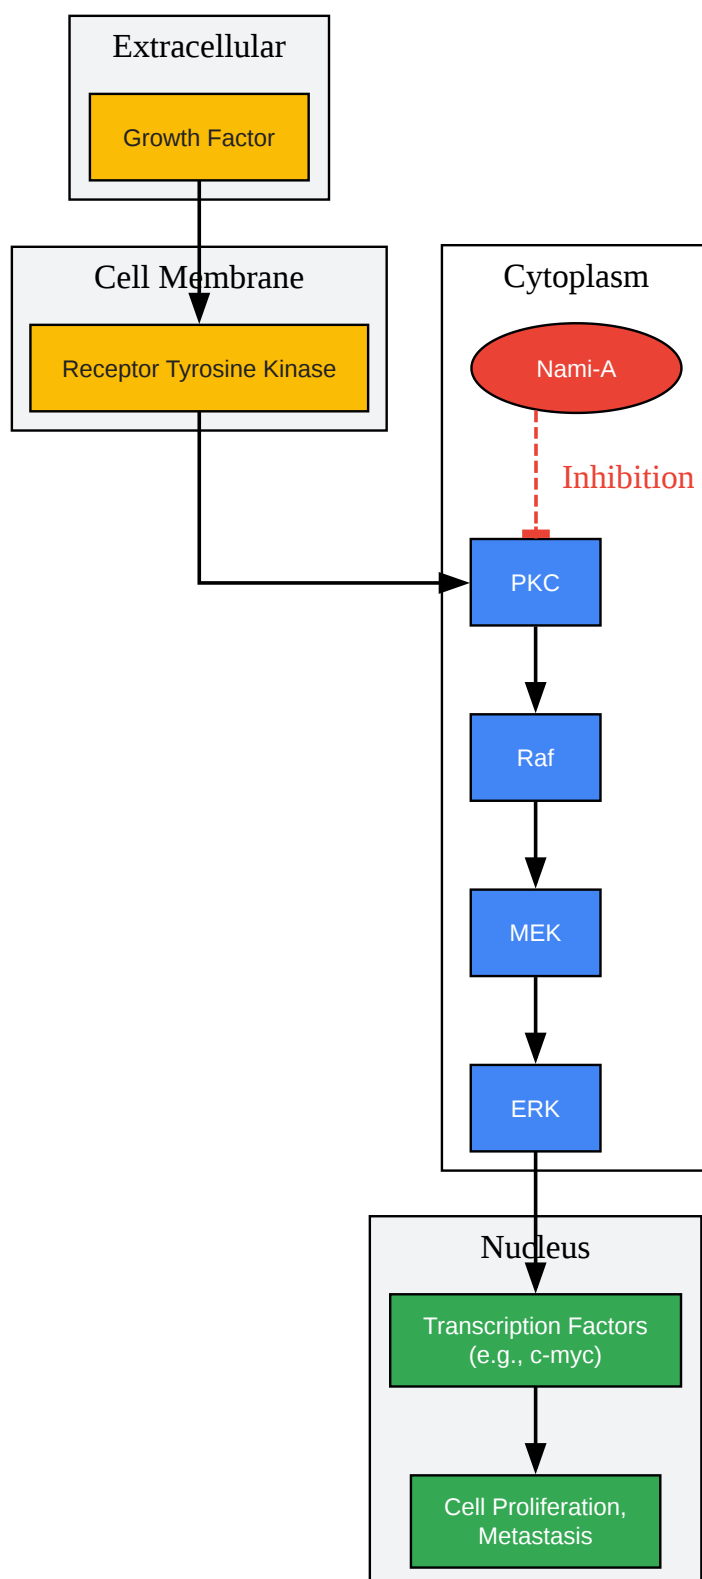 Extracellular
Growth Factor
Cell Membrane
Receptor Tyrosine Kinase
Cytoplasm
Nami-A
Inhibition
PKC
Raf
MEK
ERK
Nucleus
Transcription Factors
(e.g., c-myc)
Cell Proliferation,
Metastasis